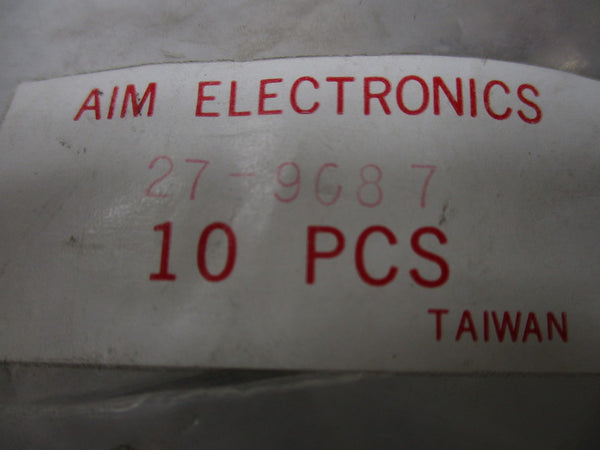 AIM ELECTRONICS
27-9687
10 PCS
TAIWAN